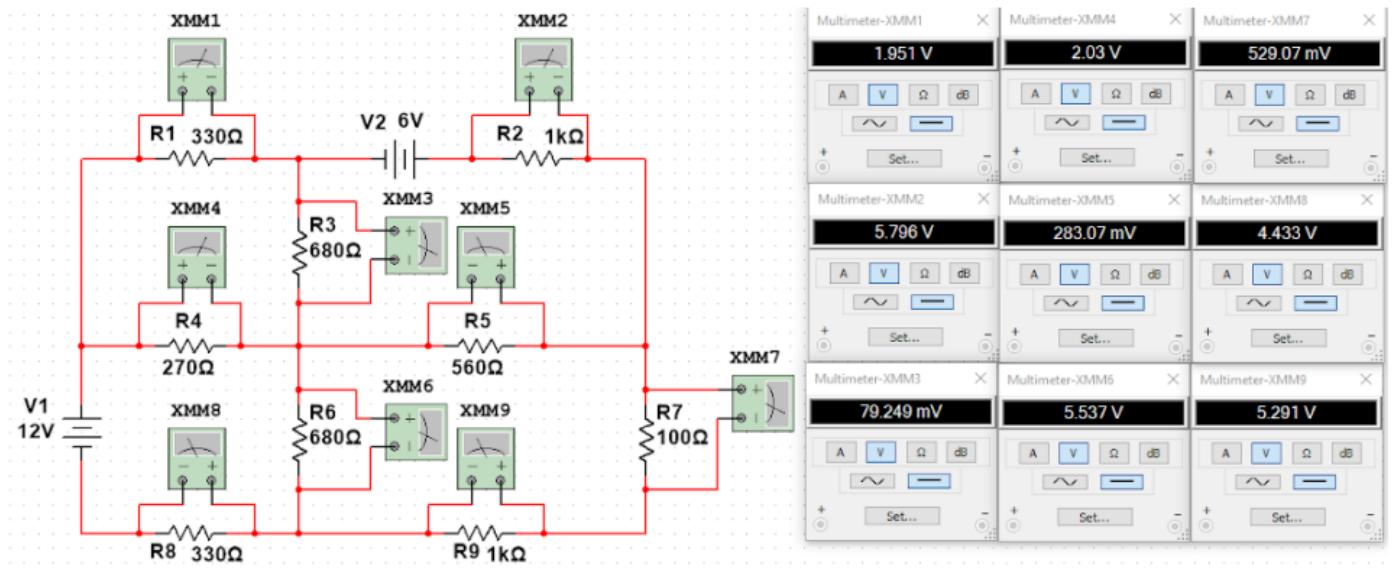 XMM1
XMM2
R1 330Ω
V2 6V
R2 1kΩ
XMM4
XMM3
XMM5
R3
680Ω
R4
270Ω
R5
560Ω
XMM7
V1
12V
XMM8
XMM6
XMM9
R6
680Ω
R7
100Ω
R8 330Ω
R9 1kΩ
Multimeter-XMM1
1.951 V
A V Ω dB
Set...
Multimeter-XMM4
2.03 V
A V Ω dB
Set...
Multimeter-XMM7
529.07 mV
A V Ω dB
Set...
Multimeter-XMM2
5.796 V
A V Ω dB
Set...
Multimeter-XMM5
283.07 mV
A V Ω dB
Set...
Multimeter-XMM8
4.433 V
A V Ω dB
Set...
Multimeter-XMM3
79.249 mV
A V Ω dB
Set...
Multimeter-XMM6
5.537 V
A V Ω dB
Set...
Multimeter-XMM9
5.291 V
A V Ω dB
Set...